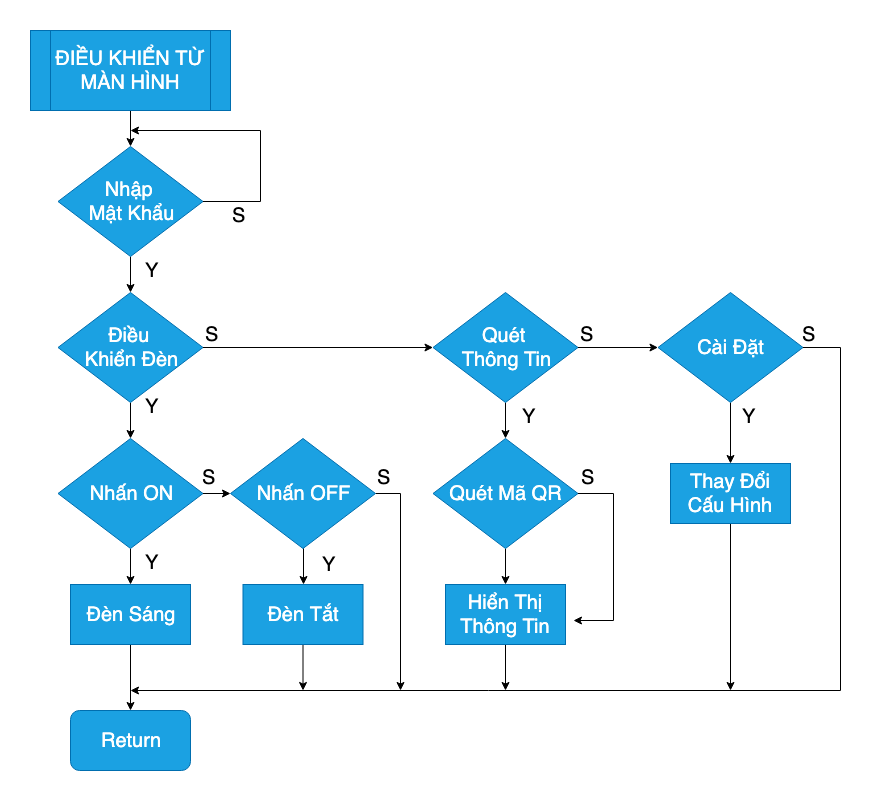 ĐIỀU KHIỂN TỪ
MÀN HÌNH
Nhập
Mật Khẩu
S
Y
Điều
Khiển Đèn
S
Quét
Thông Tin
S
Cài Đặt
S
Y
Y
Y
Nhấn ON
S
Nhấn OFF
S
Quét Mã QR
S
Thay Đổi
Cấu Hình
Y
Y
Đèn Sáng
Đèn Tắt
Hiển Thị
Thông Tin
Return